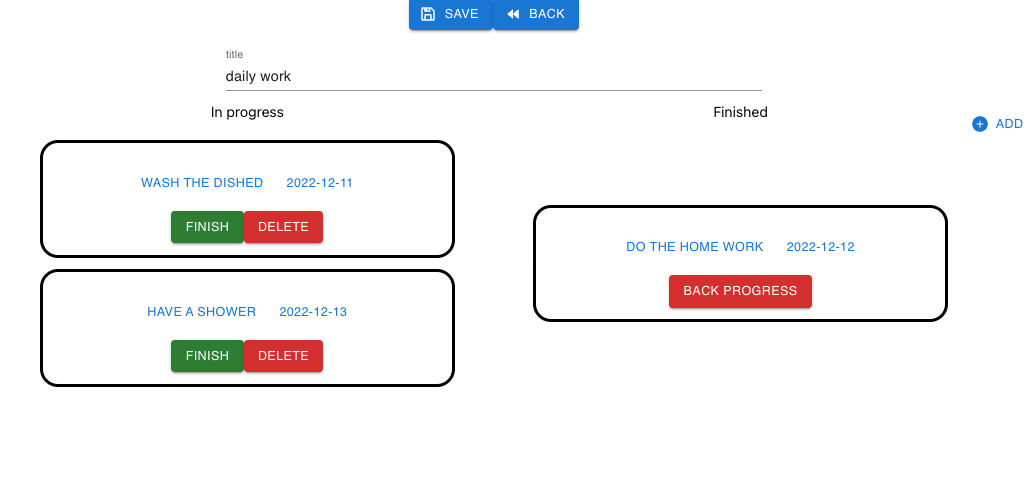 SAVE BACK
title
daily work
In progress
Finished
ADD
WASH THE DISHED 2022-12-11
FINISH DELETE
HAVE A SHOWER 2022-12-13
FINISH DELETE
DO THE HOME WORK 2022-12-12
BACK PROGRESS